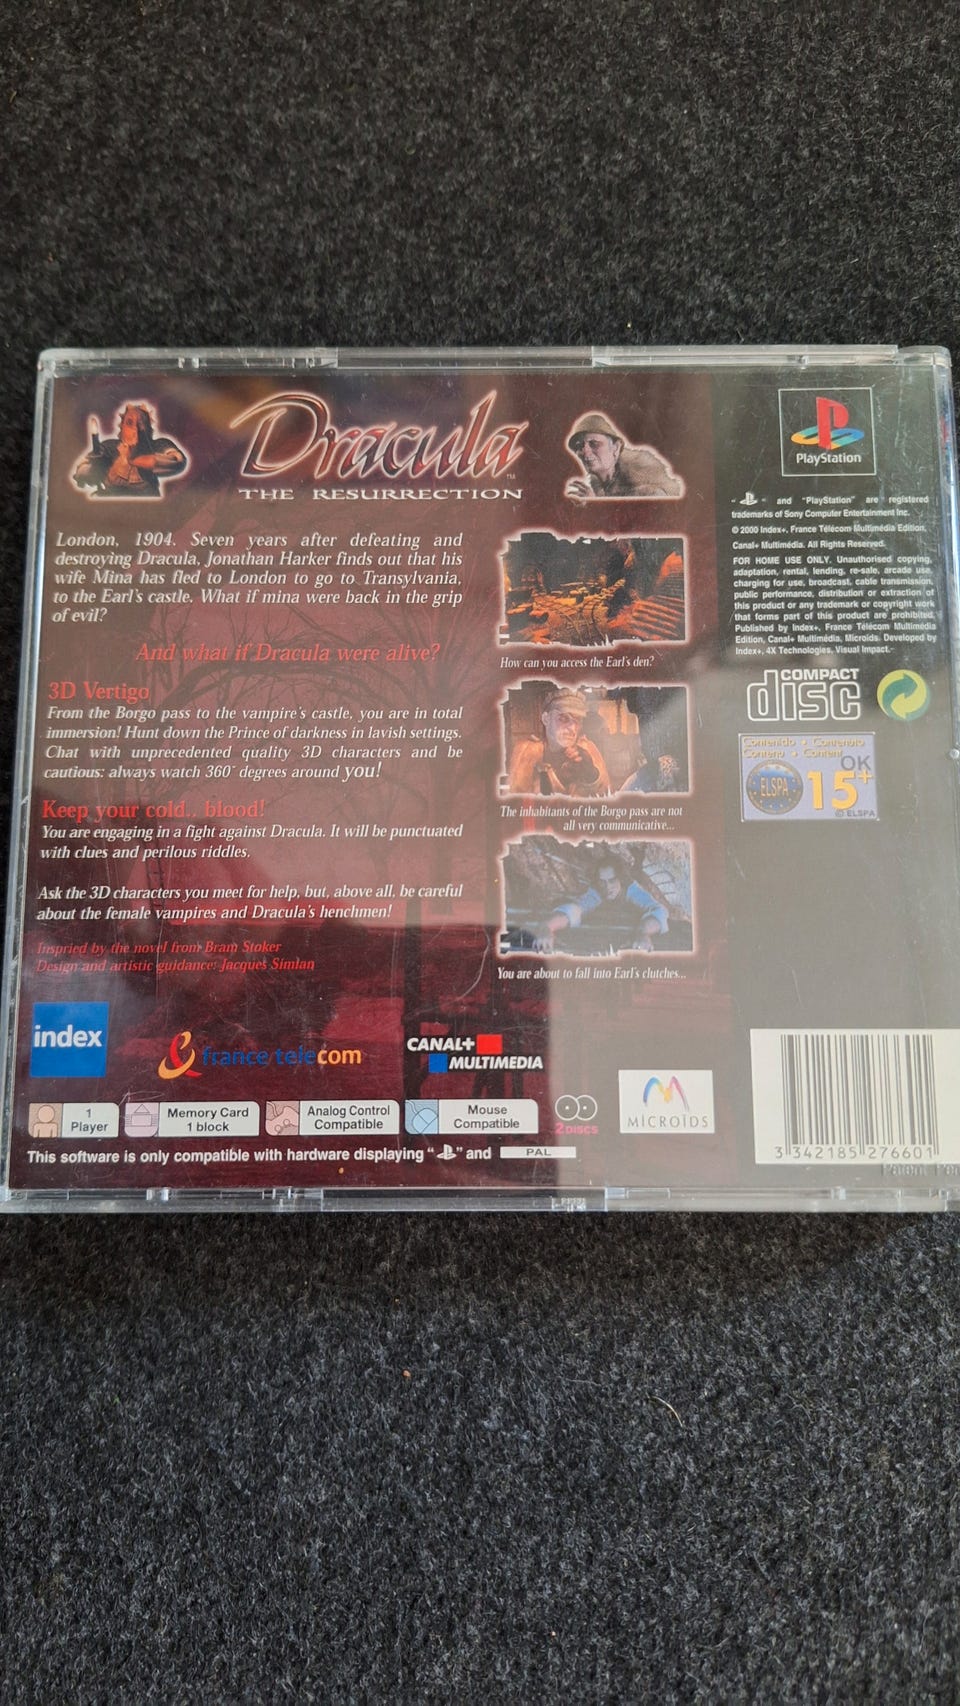 Dracula™
THE RESURRECTION
London, 1904. Seven years after defeating and
destroying Dracula, Jonathan Harker finds out that his
wife Mina has fled to London to go to Transylvania,
to the Earl's castle. What if mina were back in the grip
of evil?
And what if Dracula were alive?
3D Vertigo
From the Borgo pass to the vampire's castle, you are in total
immersion! Hunt down the Prince of darkness in lavish settings.
Chat with unprecedented quality 3D characters and be
cautious: always watch 360° degrees around you!
Keep your cold.. blood!
You are engaging in a fight against Dracula. It will be punctuated
with clues and perilous riddles.
Ask the 3D characters you meet for help, but, above all, be careful
about the female vampires and Dracula's henchmen!
Inspried by the novel from Bram Stoker
Design and artistic guidance: Jacques Simian
How can you access the Earl's den?
The inhabitants of the Borgo pass are not
all very communicative...
You are about to fall into Earl's clutches...
PlayStation
" " and "PlayStation" are registered
trademarks of Sony Computer Entertainment Inc.
© 2000 Index+, France Télécom Multimédia Edition,
Canal+ Multimédia. All Rights Reserved.
FOR HOME USE ONLY. Unauthorised copying,
adaptation, rental, lending, re-sale, arcade use,
charging for use, broadcast, cable transmission,
public performance, distribution or extraction of
this product or any trademark or copyright work
that forms part of this product are prohibited.
Published by Index+, France Télécom Multimédia
Edition, Canal+ Multimédia, Microids. Developed by
Index+, 4X Technologies, Visual Impact.
COMPACT
disc
Contenido • Contenuto
Contenu • Content
OK
ELSPA
15+
© ELSPA
index
france telecom
CANAL+
MULTIMEDIA
1
Player
Memory Card
1 block
Analog Control
Compatible
Mouse
Compatible
2 DISCS
MICROÏDS
This software is only compatible with hardware displaying " " and PAL
3 342185 276601